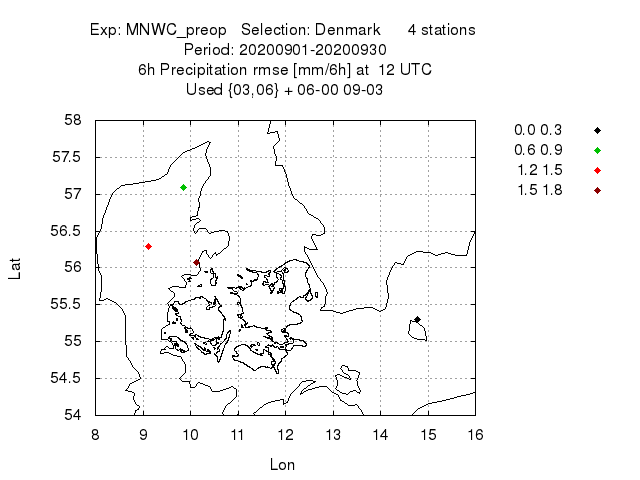 Exp: MNWC_preop   Selection: Denmark      4 stations
Period: 20200901-20200930
6h Precipitation rmse [mm/6h] at  12 UTC
Used {03,06} + 06-00 09-03
0.0 0.3
0.6 0.9
1.2 1.5
1.5 1.8
Lat
58
57.5
57
56.5
56
55.5
55
54.5
54
8 9 10 11 12 13 14 15 16
Lon